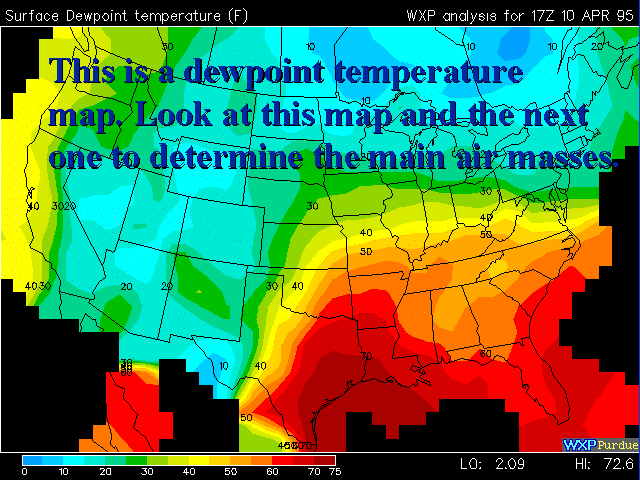 Surface Dewpoint temperature (F) WXP analysis for 17Z 10 APR 95
This is a dewpoint temperature
map. Look at this map and the next
one to determine the main air masses.
50 10 10 20
10
40 3020 30 30
40 40
50 50
40 30 20 20 30 40
70 60
30 10 40
50
WXP Purdue
0 10 20 30 40 50 60 70 75
LO: 2.09 HI: 72.6